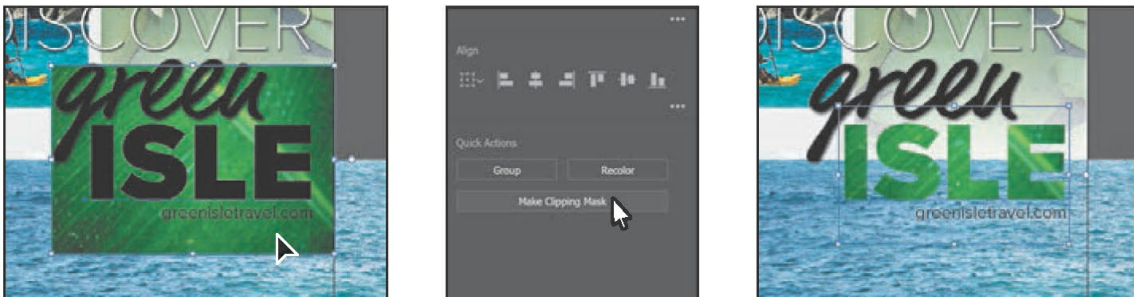 DISCOVER
green
ISLE
greenisletravel.com
Align
Quick Actions
Group Recolor
Make Clipping Mask
DISCOVER
green
ISLE
greenisletravel.com